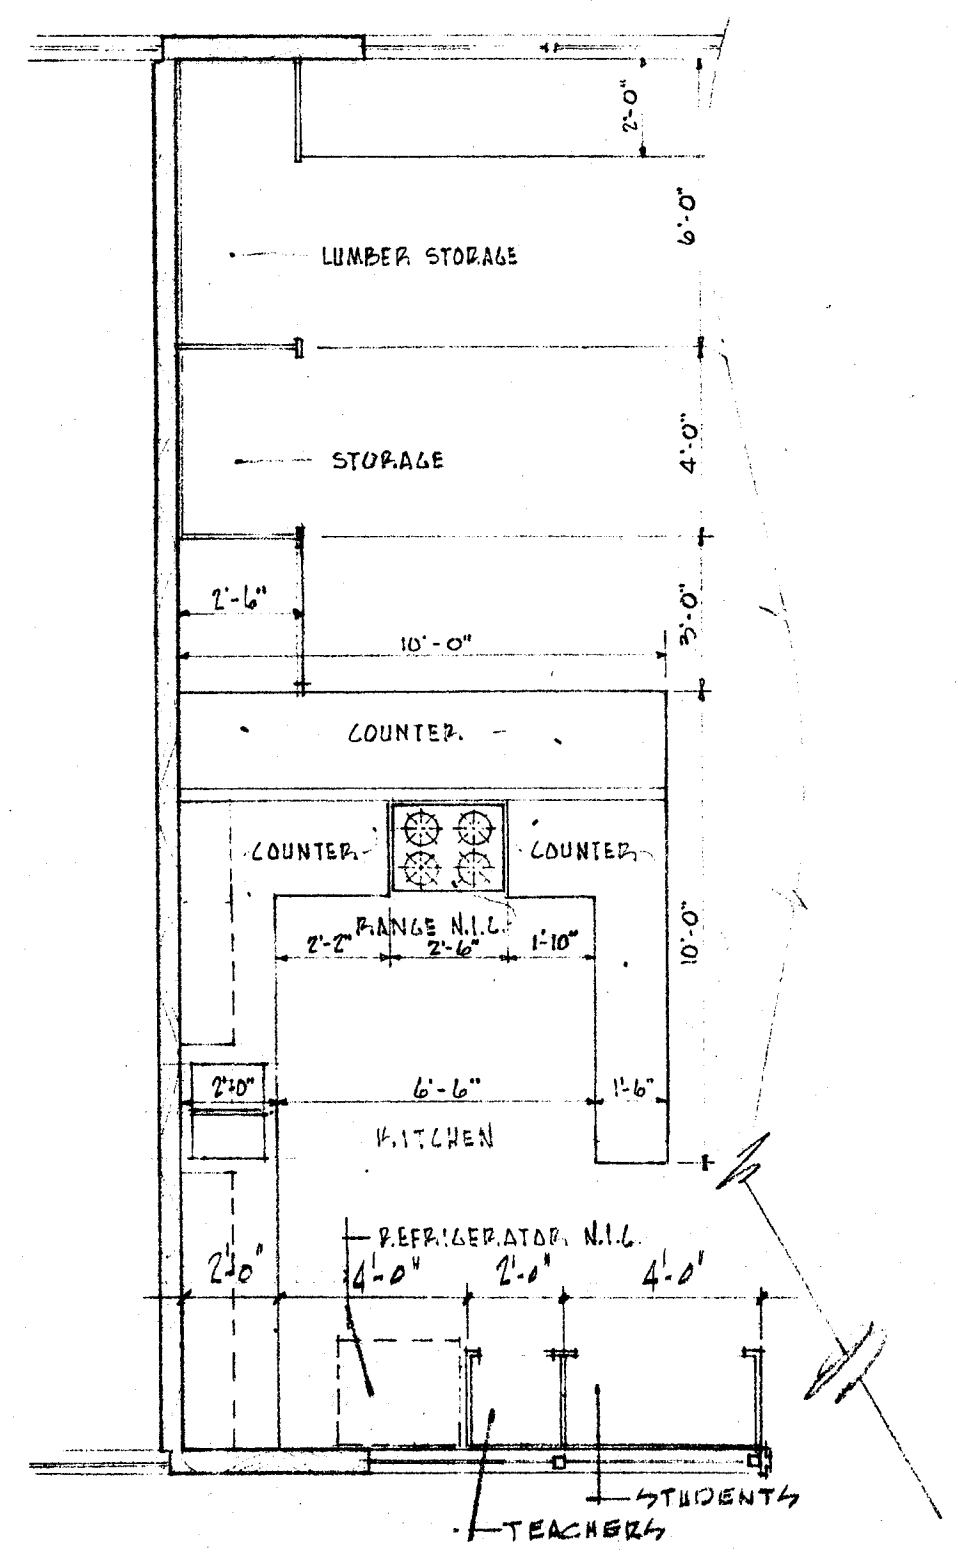 2'-0"
6'-0"
LUMBER STORAGE
4'-0"
STORAGE
2'-6"
3'-0"
10'-0"
COUNTER
COUNTER
COUNTER
RANGE N.I.C.
2'-2"
2'-6"
1'-10"
10'-0"
2'-0"
6'-6"
1'-6"
KITCHEN
REFRIGERATOR N.I.C.
2'-0"
4'-0"
2'-0"
4'-0'
STUDENTS
TEACHERS